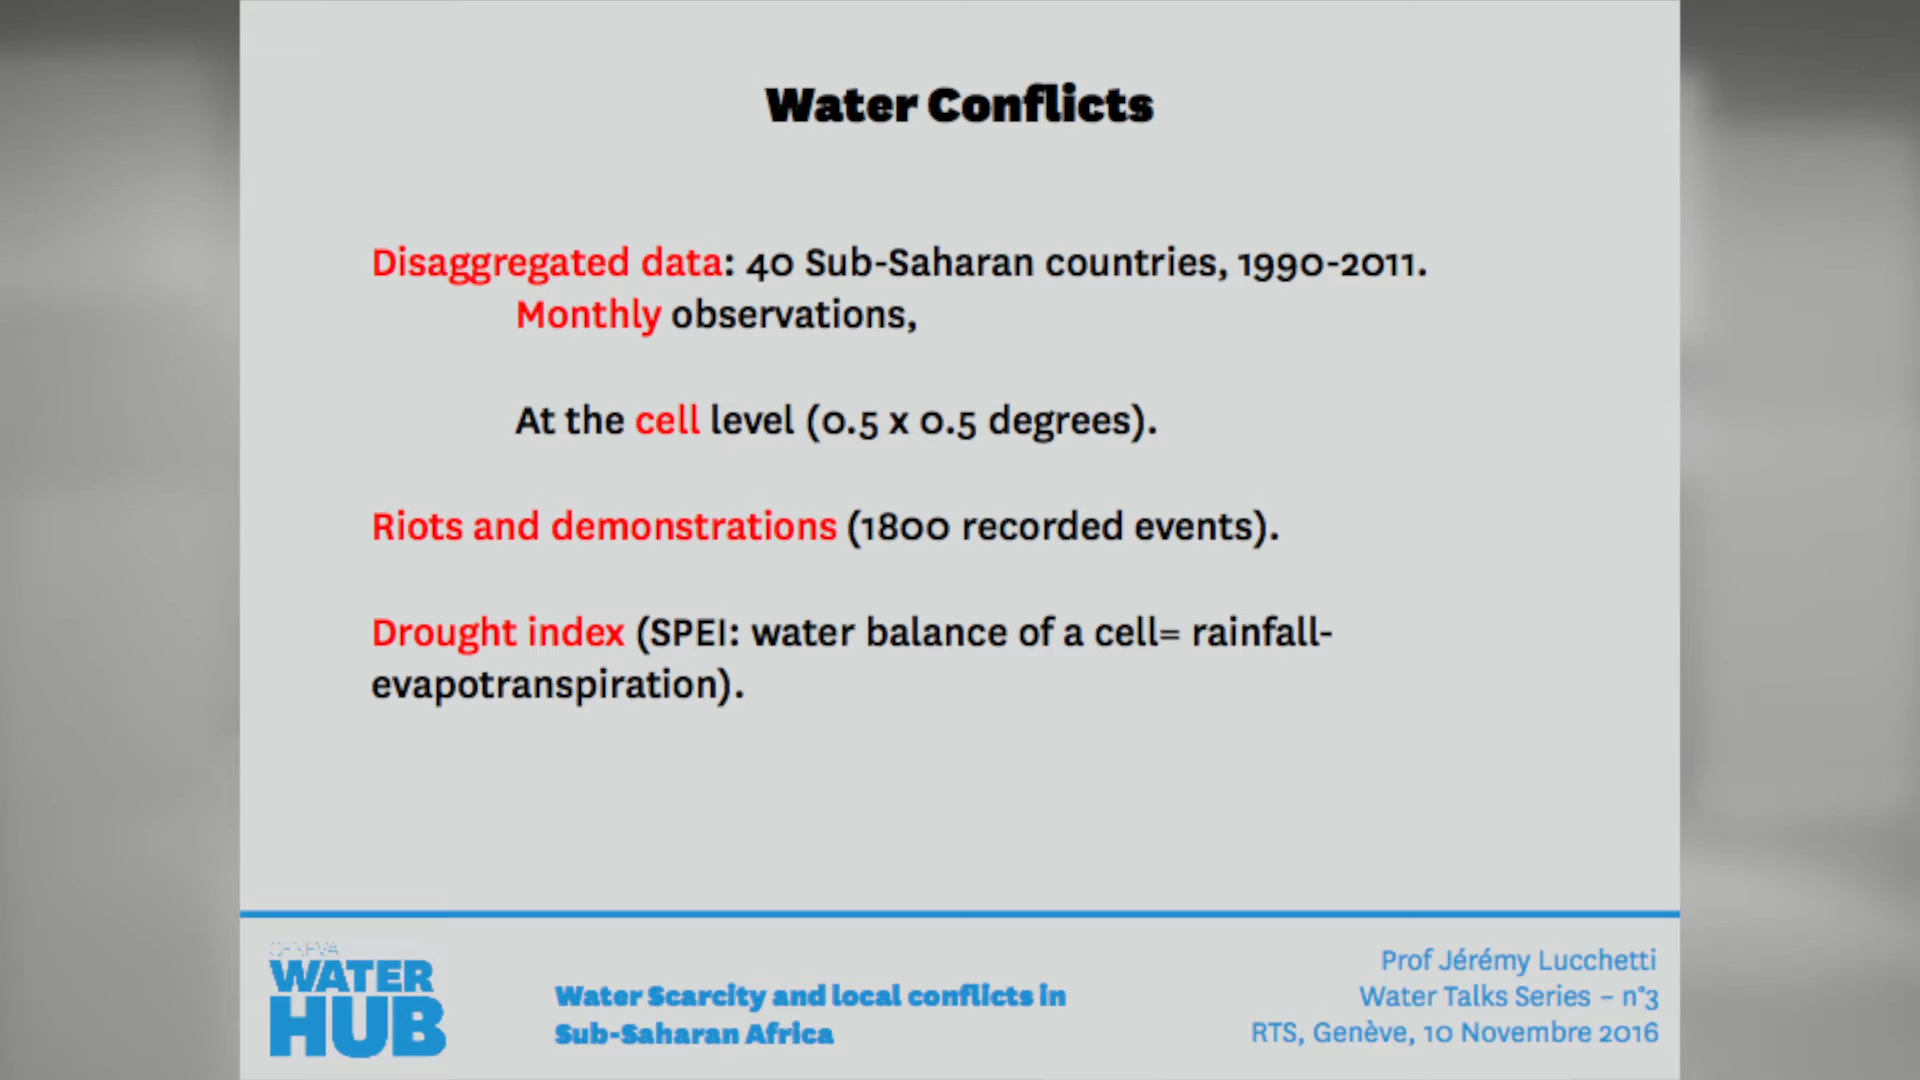 Water Conflicts
Disaggregated data: 40 Sub-Saharan countries, 1990-2011.
Monthly observations,
At the cell level (0.5 x 0.5 degrees).
Riots and demonstrations (1800 recorded events).
Drought index (SPEI: water balance of a cell= rainfall-
evapotranspiration).
GENEVA
WATER
HUB
Water Scarcity and local conflicts in
Sub-Saharan Africa
Prof Jérémy Lucchetti
Water Talks Series – n°3
RTS, Genève, 10 Novembre 2016